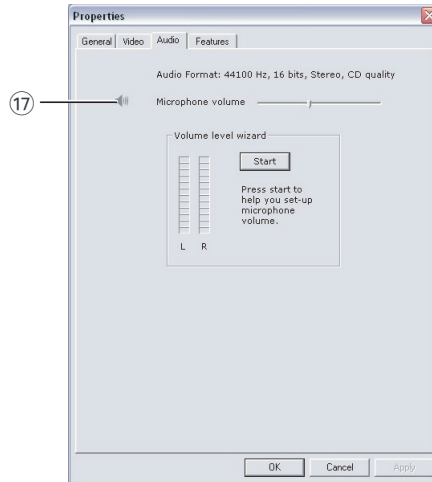 Properties
General Video Audio Features
Audio Format: 44100 Hz, 16 bits, Stereo, CD quality
⑰
Microphone volume
Volume level wizard
Start
Press start to
help you set-up
microphone
volume.
L R
OK Cancel Apply